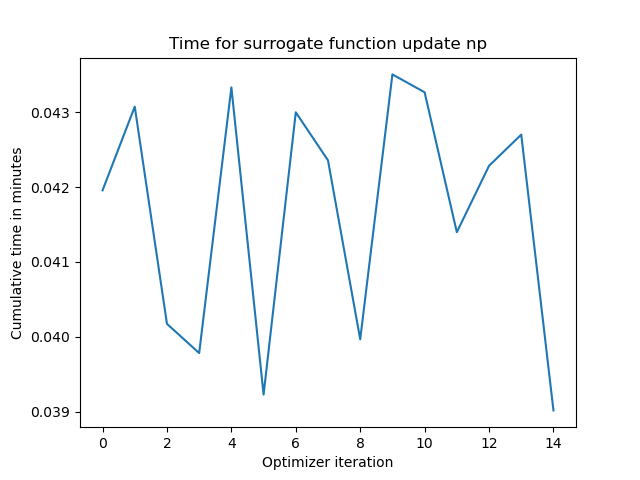 Time for surrogate function update np
Cumulative time in minutes
0.043
0.042
0.041
0.040
0.039
0 2 4 6 8 10 12 14
Optimizer iteration